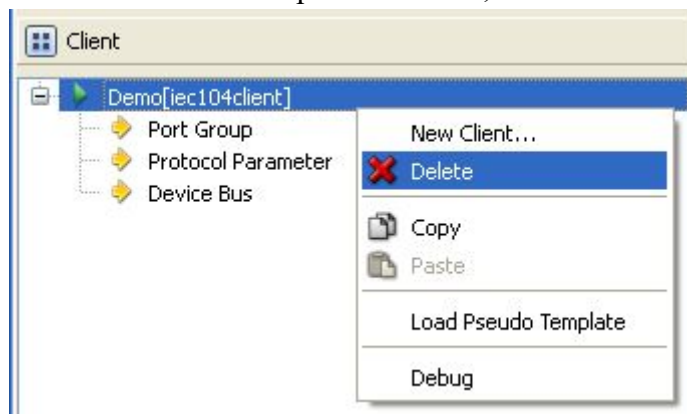 Client
Demo[iec104client]
Port Group
Protocol Parameter
Device Bus
New Client...
Delete
Copy
Paste
Load Pseudo Template
Debug